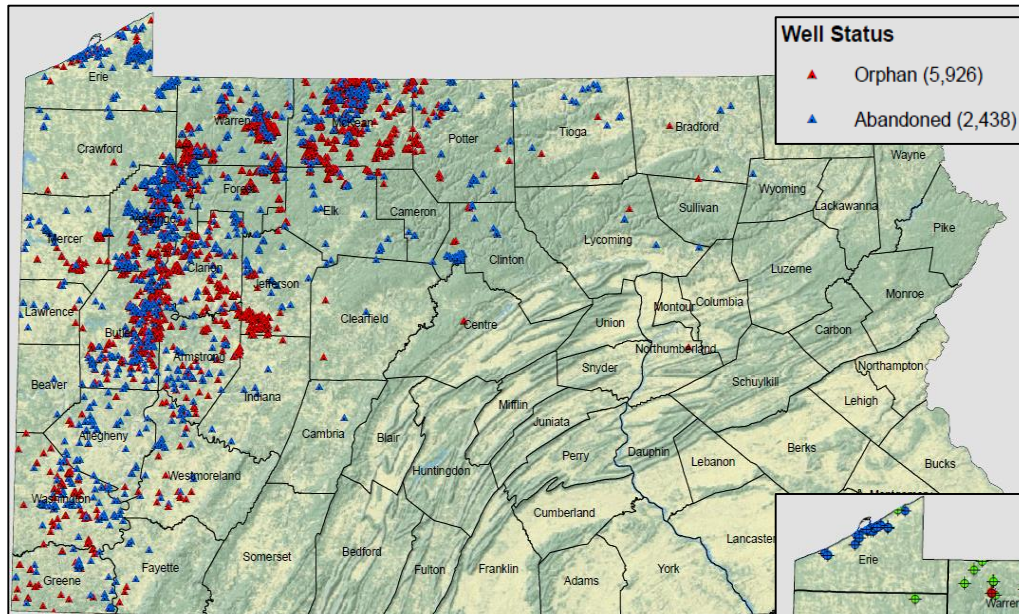 Well Status
Orphan (5,926)
Abandoned (2,438)
Erie
Crawford
Warren
McKean
Potter
Tioga
Bradford
Wayne
Wyoming
Lackawanna
Pike
Forest
Elk
Cameron
Sullivan
Venango
Mercer
Clarion
Jefferson
Clinton
Lycoming
Luzerne
Monroe
Lawrence
Butler
Clearfield
Centre
Union
Montour
Columbia
Carbon
Northumberland
Northampton
Armstrong
Snyder
Schuylkill
Lehigh
Beaver
Indiana
Mifflin
Allegheny
Cambria
Blair
Juniata
Berks
Bucks
Huntingdon
Perry
Dauphin
Lebanon
Westmoreland
Washington
Cumberland
Lancaster
Somerset
Bedford
Fulton
Franklin
Adams
York
Fayette
Greene
Erie
Warren